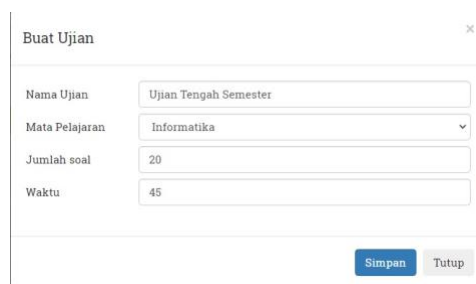 Buat Ujian ×
Nama Ujian Ujian Tengah Semester
Mata Pelajaran Informatika
Jumlah soal 20
Waktu 45
Simpan Tutup